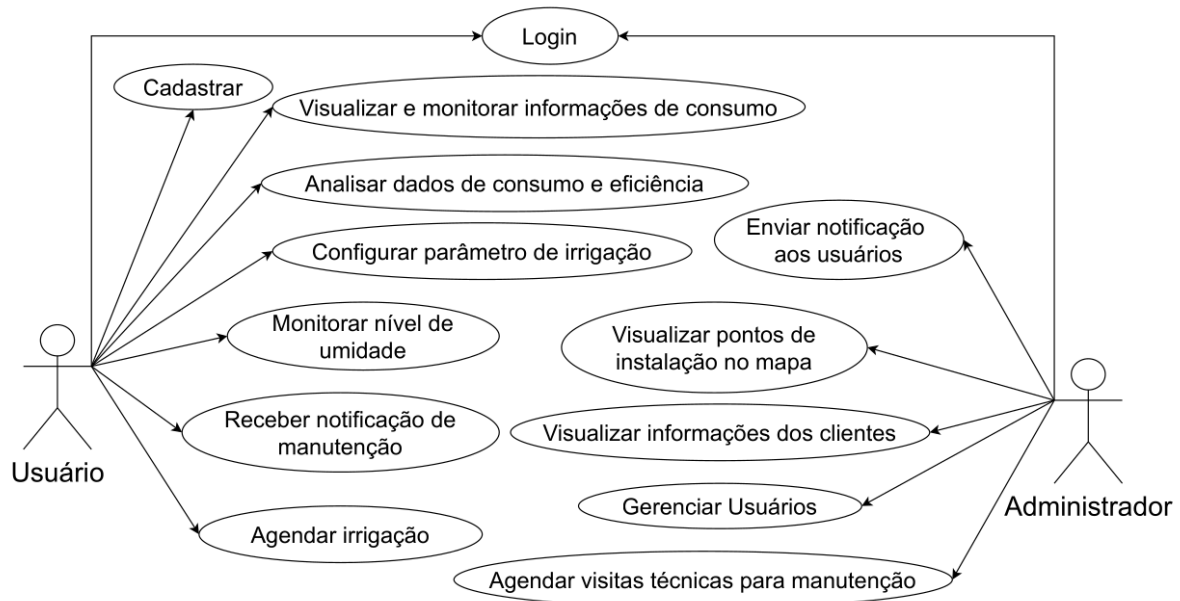 Login
Cadastrar
Visualizar e monitorar informações de consumo
Analisar dados de consumo e eficiência
Enviar notificação
aos usuários
Configurar parâmetro de irrigação
Monitorar nível de
umidade
Visualizar pontos de
instalação no mapa
Receber notificação de
manutenção
Visualizar informações dos clientes
Usuário
Gerenciar Usuários
Administrador
Agendar irrigação
Agendar visitas técnicas para manutenção